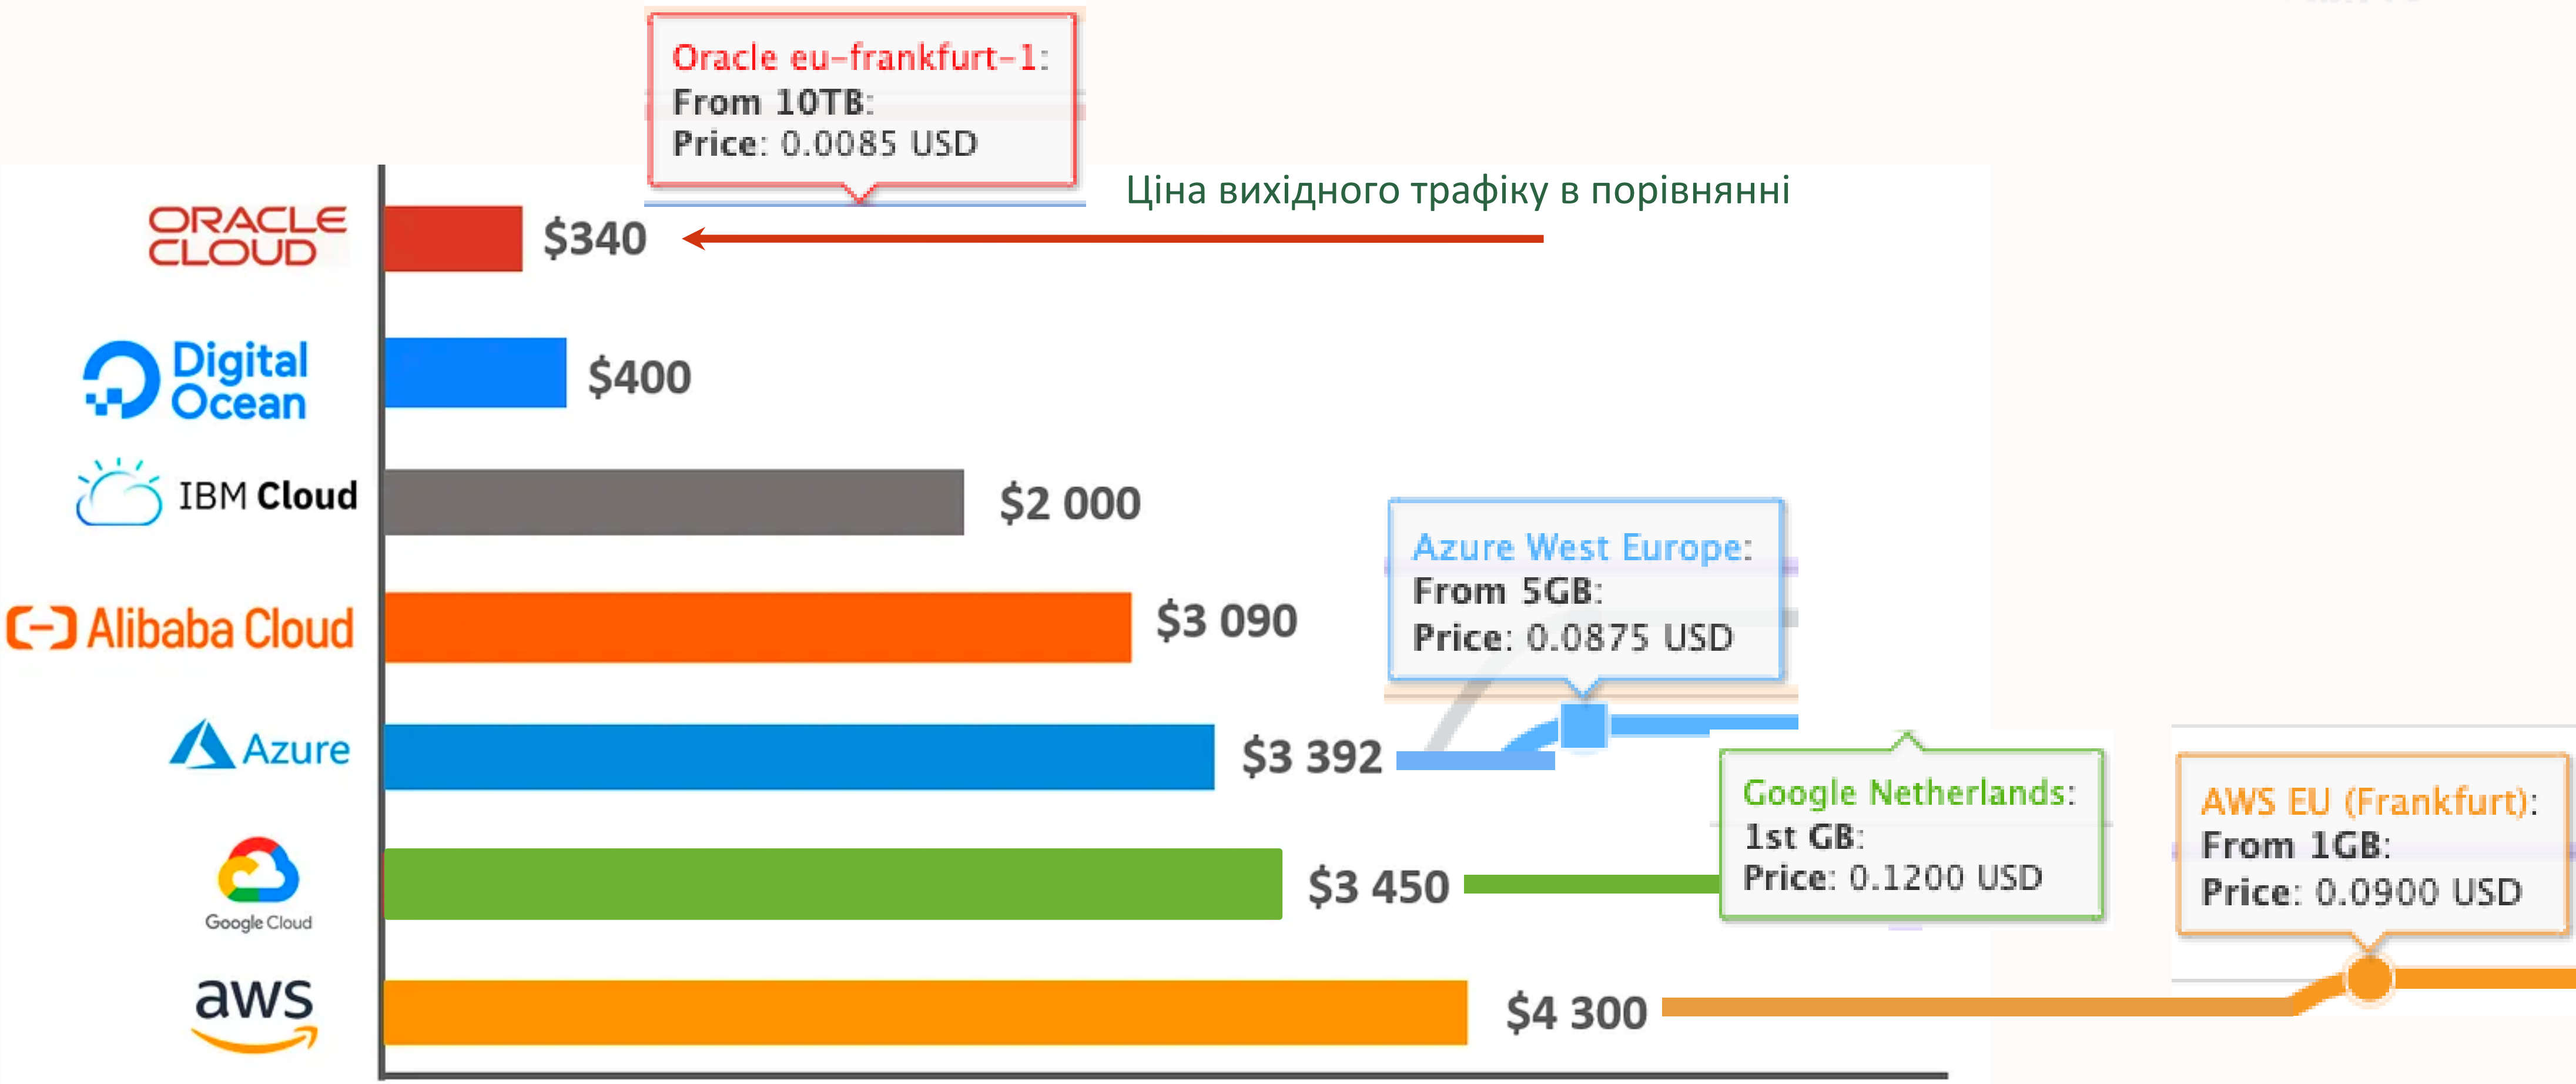 Oracle eu-frankfurt-1:
From 10TB:
Price: 0.0085 USD
Ціна вихідного трафіку в порівнянні
ORACLE
CLOUD
$340
Digital
Ocean
$400
IBM Cloud
$2 000
Azure West Europe:
From 5GB:
Price: 0.0875 USD
Alibaba Cloud
$3 090
Azure
$3 392
Google Netherlands:
1st GB:
Price: 0.1200 USD
AWS EU (Frankfurt):
From 1GB:
Price: 0.0900 USD
Google Cloud
$3 450
aws
$4 300